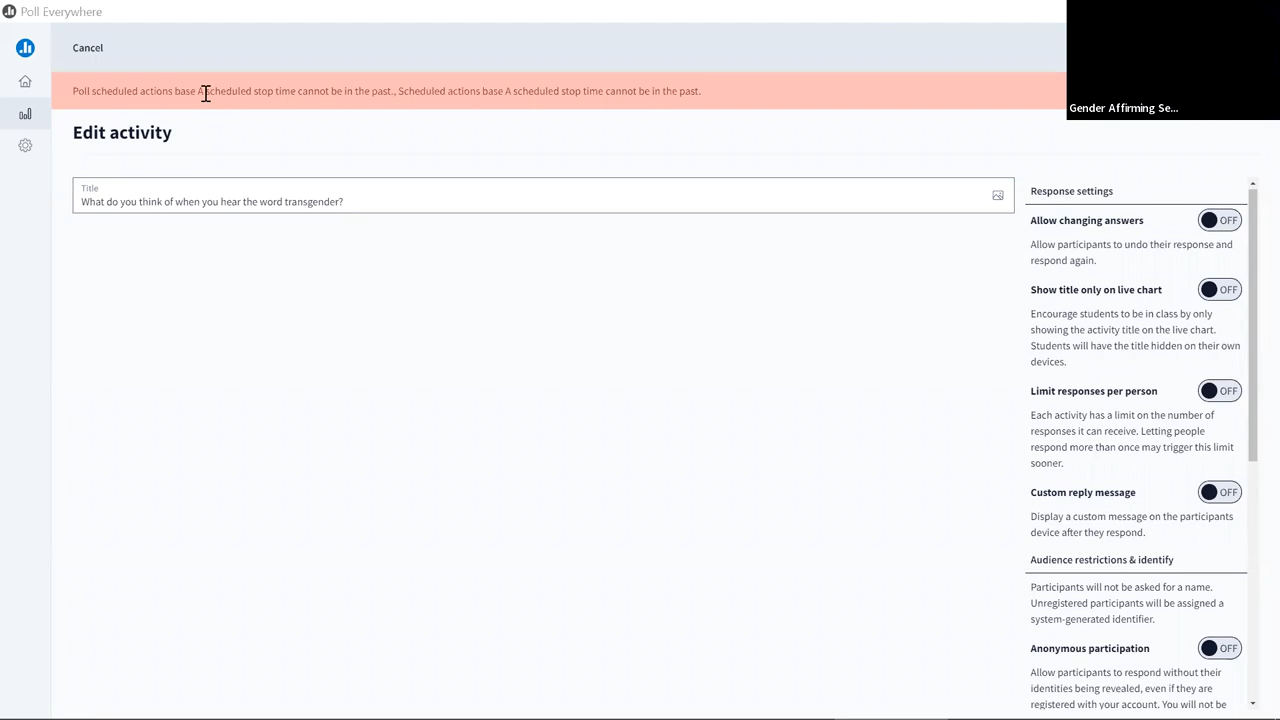 Poll Everywhere
Cancel
Poll scheduled actions base A scheduled stop time cannot be in the past., Scheduled actions base A scheduled stop time cannot be in the past.
Gender Affirming Se...
Edit activity
Title
What do you think of when you hear the word transgender?
Response settings
Allow changing answers
OFF
Allow participants to undo their response and
respond again.
Show title only on live chart
OFF
Encourage students to be in class by only
showing the activity title on the live chart.
Students will have the title hidden on their own
devices.
Limit responses per person
OFF
Each activity has a limit on the number of
responses it can receive. Letting people
respond more than once may trigger this limit
sooner.
Custom reply message
OFF
Display a custom message on the participants
device after they respond.
Audience restrictions & identify
Participants will not be asked for a name.
Unregistered participants will be assigned a
system-generated identifier.
Anonymous participation
OFF
Allow participants to respond without their
identities being revealed, even if they are
registered with your account. You will not be